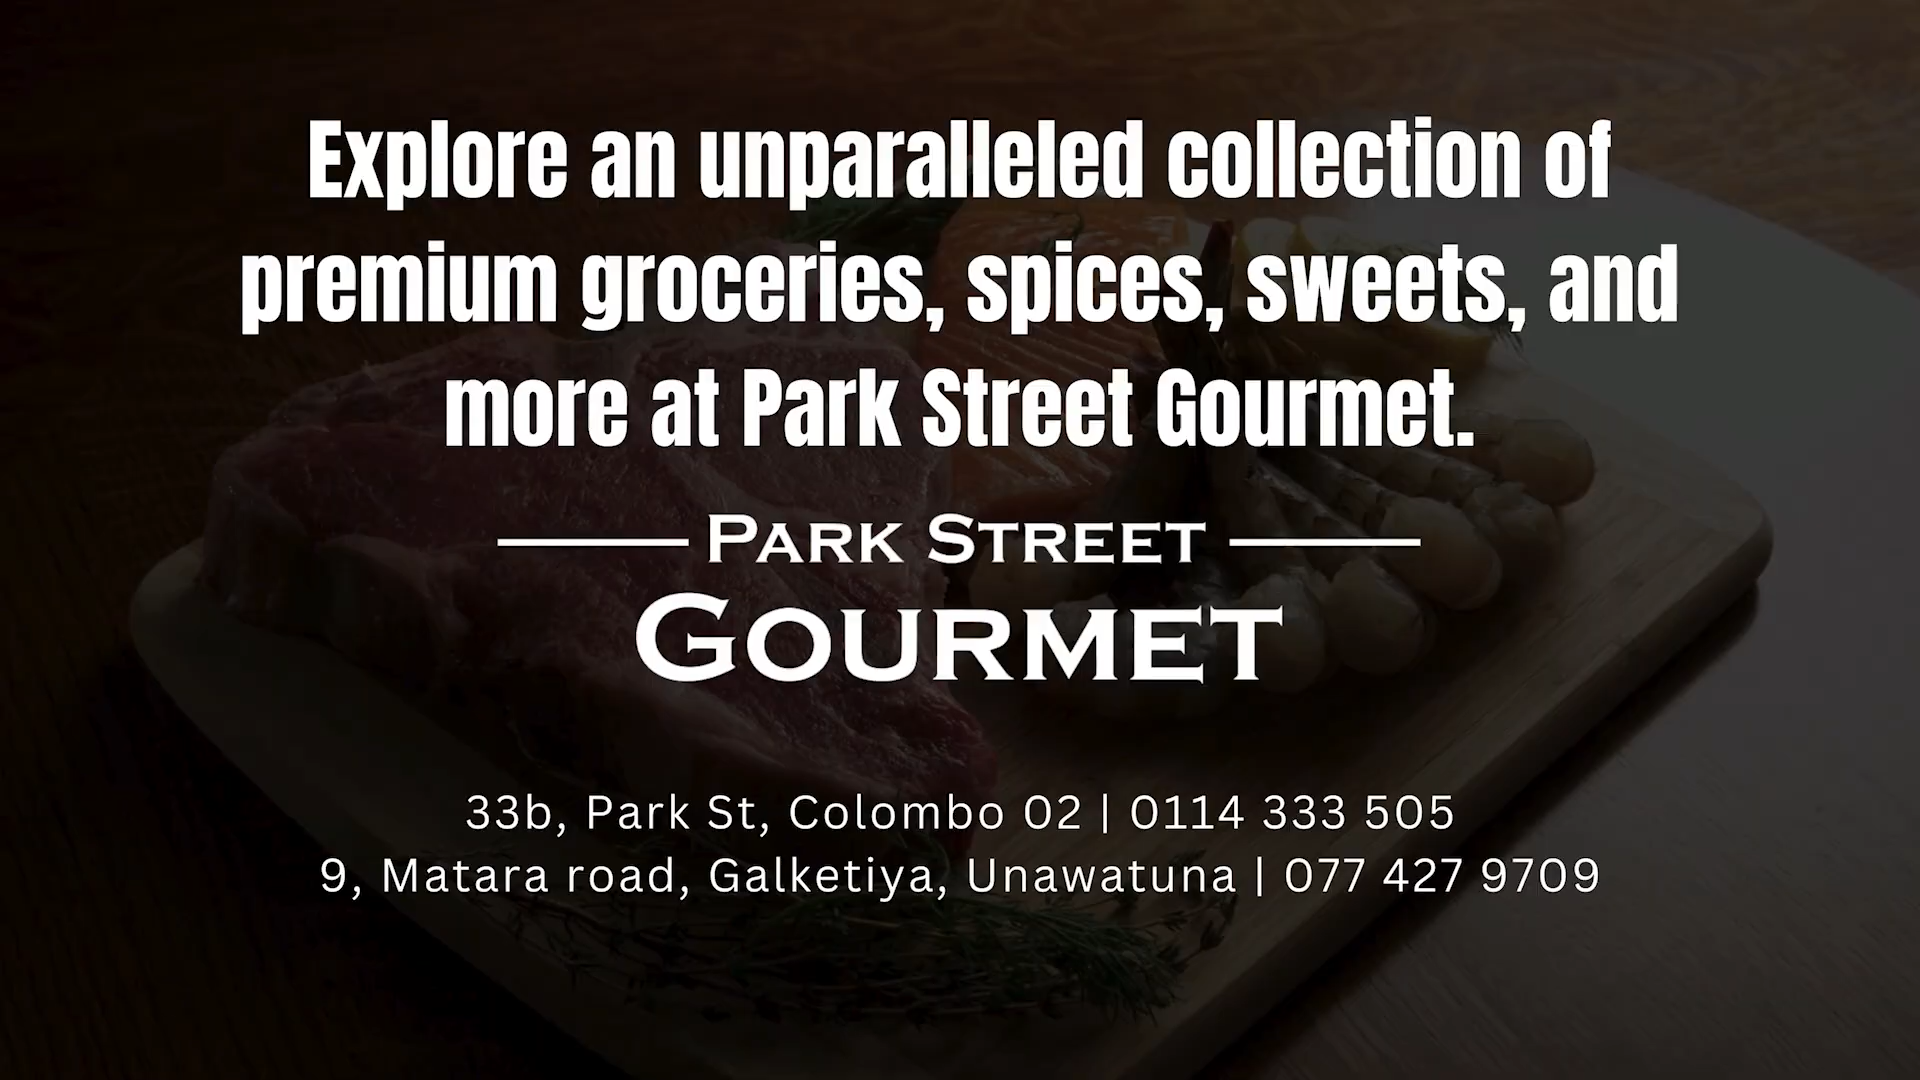 Explore an unparalleled collection of
premium groceries, spices, sweets, and
more at Park Street Gourmet.
PARK STREET
GOURMET
33b, Park St, Colombo 02 | 0114 333 505
9, Matara road, Galketiya, Unawatuna | 077 427 9709